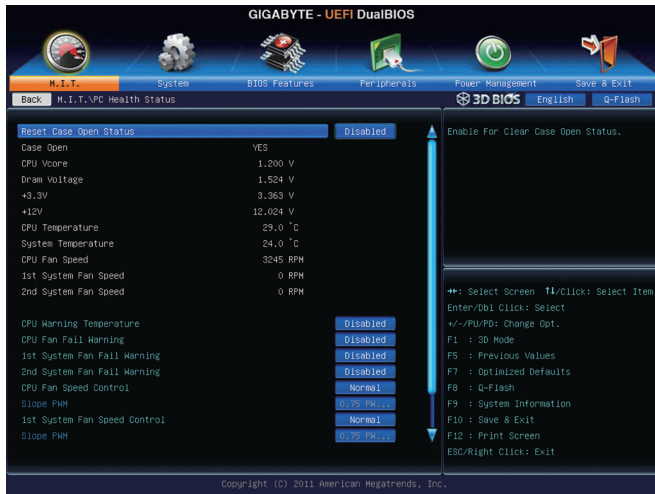 GIGABYTE - UEFI DualBIOS
M.I.T. System BIOS Features Peripherals Power Management Save & Exit
Back M.I.T.\PC Health Status 3D BIOS English Q-Flash
Reset Case Open Status Disabled
Case Open YES
CPU Vcore 1.200 V
Dram Voltage 1.524 V
+3.3V 3.363 V
+12V 12.024 V
CPU Temperature 29.0 °C
System Temperature 24.0 °C
CPU Fan Speed 3245 RPM
1st System Fan Speed 0 RPM
2nd System Fan Speed 0 RPM
CPU Warning Temperature Disabled
CPU Fan Fail Warning Disabled
1st System Fan Fail Warning Disabled
2nd System Fan Fail Warning Disabled
CPU Fan Speed Control Normal
Slope PWM 0.75 PW...
1st System Fan Speed Control Normal
Slope PWM 0.75 PW...
Enable For Clear Case Open Status.
→←: Select Screen ↑↓/Click: Select Item
Enter/Dbl Click: Select
+/-/PU/PD: Change Opt.
F1 : 3D Mode
F5 : Previous Values
F7 : Optimized Defaults
F8 : Q-Flash
F9 : System Information
F10 : Save & Exit
F12 : Print Screen
ESC/Right Click: Exit
Copyright (C) 2011 American Megatrends, Inc.